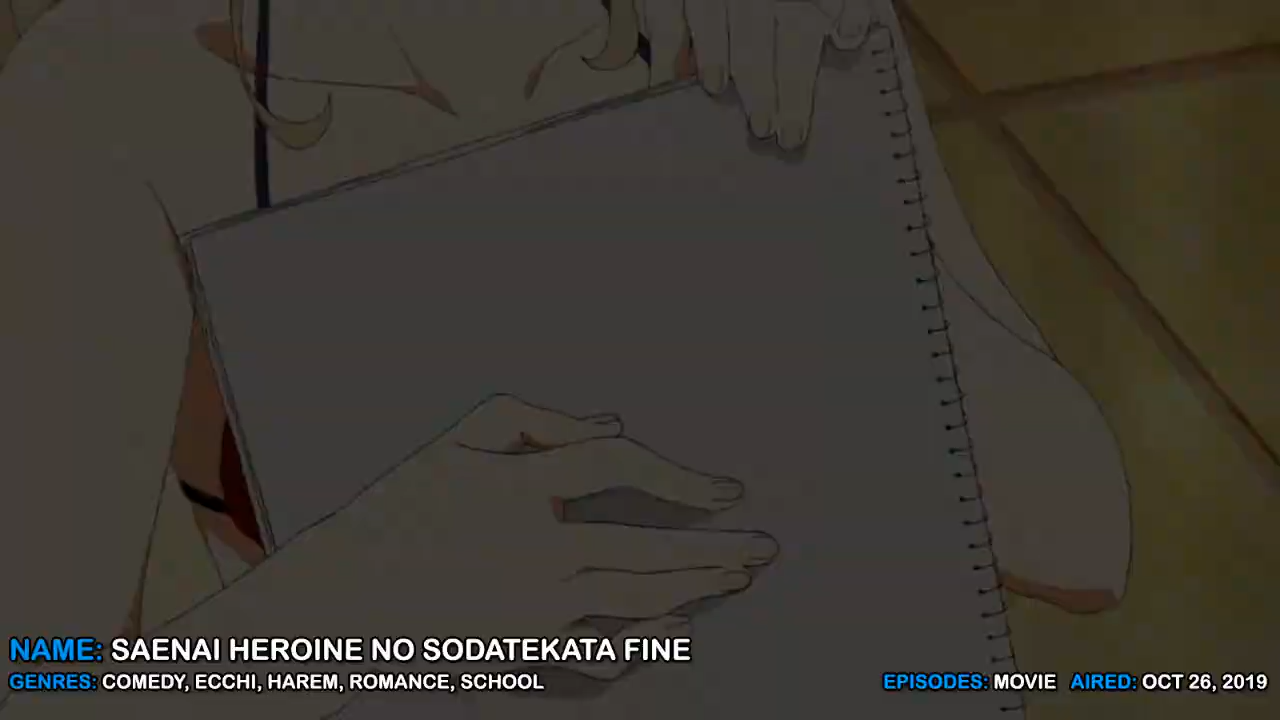 NAME: SAENAI HEROINE NO SODATEKATA FINE
GENRES: COMEDY, ECCHI, HAREM, ROMANCE, SCHOOL
EPISODES: MOVIE AIRED: OCT 26, 2019